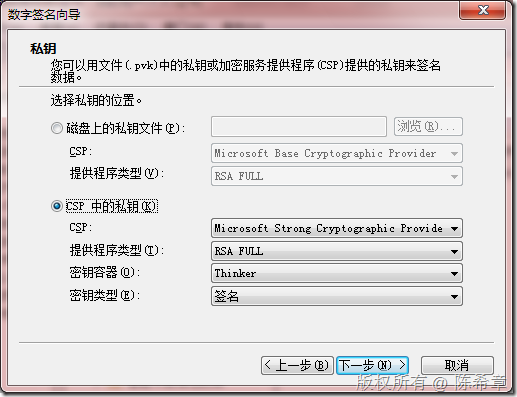 数字签名向导
私钥
您可以用文件(.pvk)中的私钥或加密服务提供程序(CSP)提供的私钥来签名
数据。
选择私钥的位置。
磁盘上的私钥文件(P):
浏览(R)...
CSP:
Microsoft Base Cryptographic Provider
提供程序类型(V):
RSA FULL
CSP 中的私钥(K)
CSP:
Microsoft Strong Cryptographic Provide
提供程序类型(T):
RSA FULL
密钥容器(O):
Thinker
密钥类型(E):
签名
< 上一步(B)
下一步(N) >
取消
版权所有 @ 陈希章